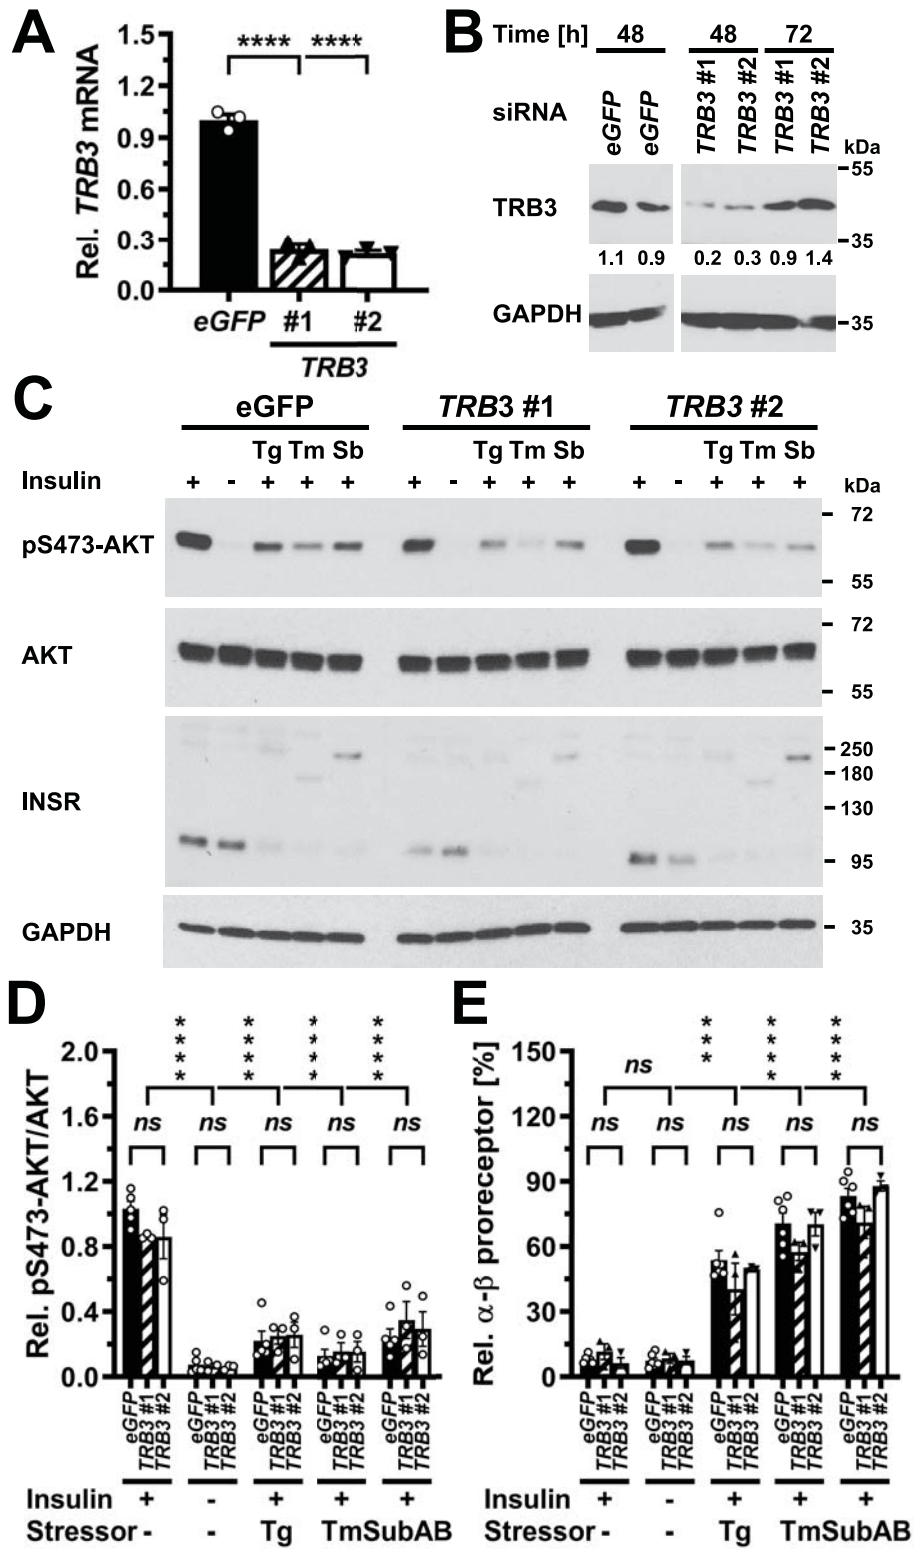 A
1.5
1.2
0.9
0.6
0.3
0.0
Rel. TRB3 mRNA
**** ****
eGFP #1 #2
TRB3
B
Time [h] 48 48 72
siRNA eGFP eGFP TRB3 #1 TRB3 #2 TRB3 #1 TRB3 #2
kDa
55
TRB3
35
1.1 0.9 0.2 0.3 0.9 1.4
GAPDH 35
C
eGFP TRB3 #1 TRB3 #2
Tg Tm Sb Tg Tm Sb Tg Tm Sb
Insulin + - + + + + - + + + + - + + + kDa
72
pS473-AKT
55
72
AKT
55
250
180
INSR
130
95
GAPDH 35
D
Rel. pS473-AKT/AKT
2.0
1.6
1.2
0.8
0.4
0.0
**** **** **** ****
ns ns ns ns ns
eGFP TRB3 #1 TRB3 #2 eGFP TRB3 #1 TRB3 #2 eGFP TRB3 #1 TRB3 #2 eGFP TRB3 #1 TRB3 #2 eGFP TRB3 #1 TRB3 #2
Insulin + - + + +
Stressor - - Tg TmSubAB
E
Rel. α-β proreceptor [%]
150
120
90
60
30
0
ns *** **** ****
ns ns ns ns ns
eGFP TRB3 #1 TRB3 #2 eGFP TRB3 #1 TRB3 #2 eGFP TRB3 #1 TRB3 #2 eGFP TRB3 #1 TRB3 #2 eGFP TRB3 #1 TRB3 #2
Insulin + - + + +
Stressor - - Tg TmSubAB